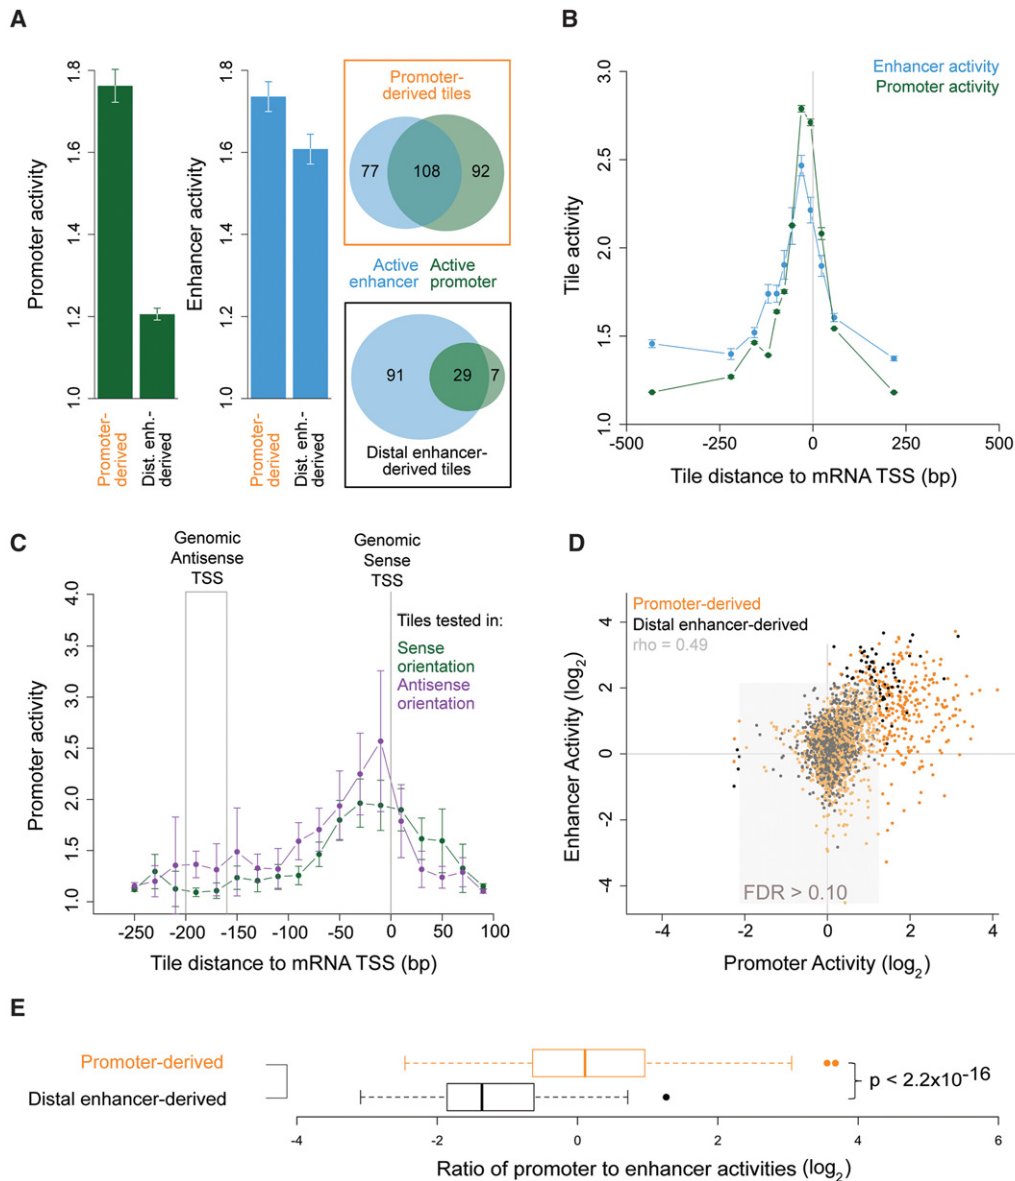 A
Promoter activity
1.0
1.2
1.4
1.6
1.8
Promoter-
derived
Dist. enh.-
derived
Enhancer activity
1.0
1.2
1.4
1.6
1.8
Promoter-
derived
Dist. enh.-
derived
Promoter-
derived tiles
77 108 92
Active Active
enhancer promoter
91 29 7
Distal enhancer-
derived tiles
B
Enhancer activity
Promoter activity
Tile activity
3.0
2.5
2.0
1.5
1.0
-500 -250 0 250 500
Tile distance to mRNA TSS (bp)
C
Genomic
Antisense
TSS
Genomic
Sense
TSS
Tiles tested in:
Sense
orientation
Antisense
orientation
Promoter activity
4.0
3.5
3.0
2.5
2.0
1.5
1.0
-250 -200 -150 -100 -50 0 50 100
Tile distance to mRNA TSS (bp)
D
Promoter-derived
Distal enhancer-derived
rho = 0.49
Enhancer Activity (log2)
4
2
0
-2
-4
FDR > 0.10
-4 -2 0 2 4
Promoter Activity (log2)
E
Promoter-derived
Distal enhancer-derived
p < 2.2x10-16
-4 -2 0 2 4 6
Ratio of promoter to enhancer activities (log2)